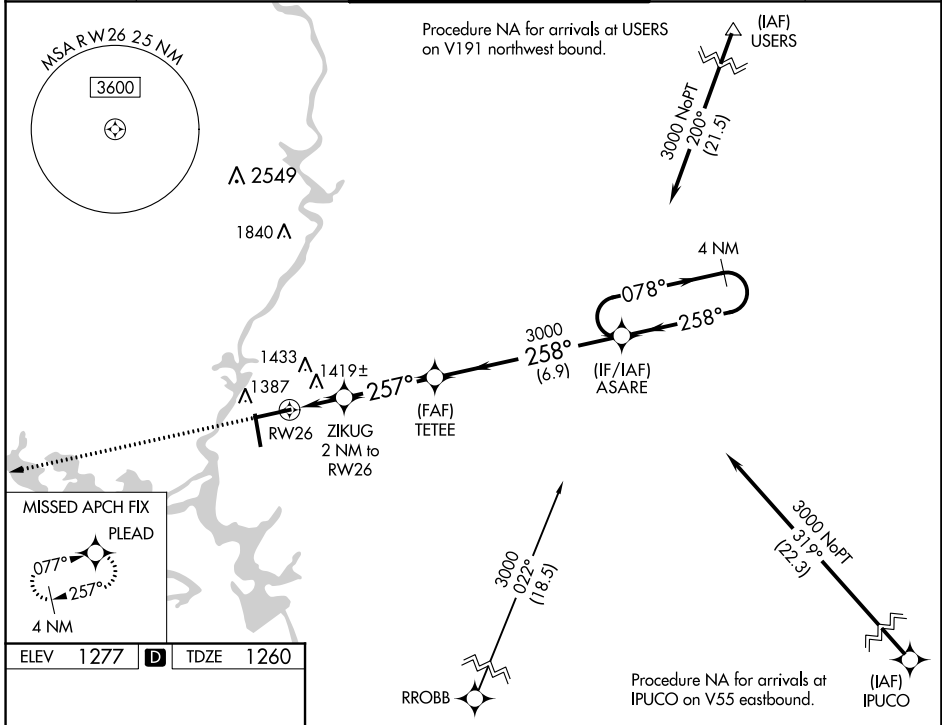 MSA RW26 25 NM
3600
Procedure NA for arrivals at USERS
on V191 northwest bound.
(IAF)
USERS
3000 NoPT
200°
(21.5)
2549
1840
4 NM
078°
258°
3000
258°
(6.9)
(IF/IAF)
ASARE
1433
1419±
1387
257°
(FAF)
TETEE
RW26
ZIKUG
2 NM to
RW26
MISSED APCH FIX
PLEAD
077°
257°
4 NM
3000
022°
(18.5)
RROBB
3000 NoPT
319°
(22.3)
(IAF)
IPUCO
Procedure NA for arrivals at
IPUCO on V55 eastbound.
ELEV 1277 D TDZE 1260